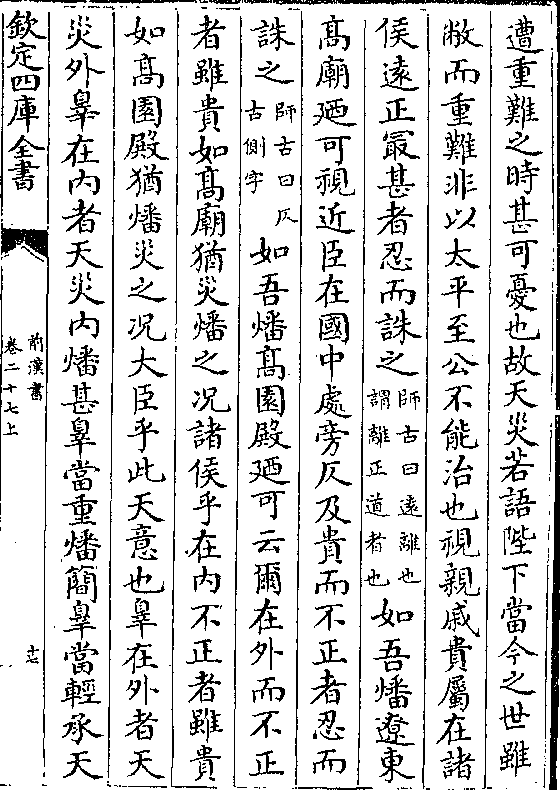 遭重難之時甚可憂也故天災若語陛下當今之世雖
敝而重難非以太平至公不能治也視親戚貴屬在諸
侯遠正冣甚者忍而誅之師古曰遠離也謂離正道者也如吾燔遼東
髙廟廼可視近臣在國中處旁仄及貴而不正者忍而
誅之師古曰仄古側字如吾燔髙園殿廼可云爾在外而不正
者雖貴如髙廟猶災燔之况諸侯乎在内不正者雖貴
如髙園殿猶燔災之况大臣乎此天意也辠在外者天
災外辠在内者天災内燔甚辠當重燔簡辠當輕承天
欽定四庫全書
前漢書
卷二十七上
十七